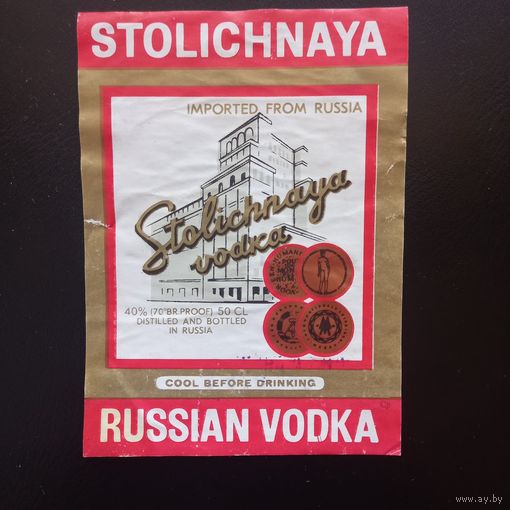 STOLICHNAYA
IMPORTED FROM RUSSIA
Stolichnaya
vodka
40% (70°BR.PROOF) 50 CL
DISTILLED AND BOTTLED
IN RUSSIA
COOL BEFORE DRINKING
RUSSIAN VODKA
www.ay.by